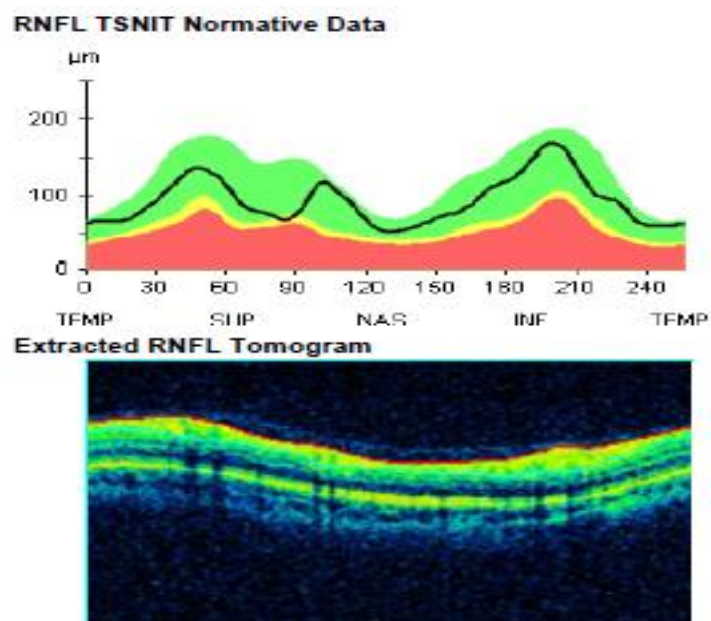 RNFL TSNIT Normative Data
µm
200
100
0
0 30 60 90 120 150 180 210 240
TEMP SUP NAS INF TEMP
Extracted RNFL Tomogram